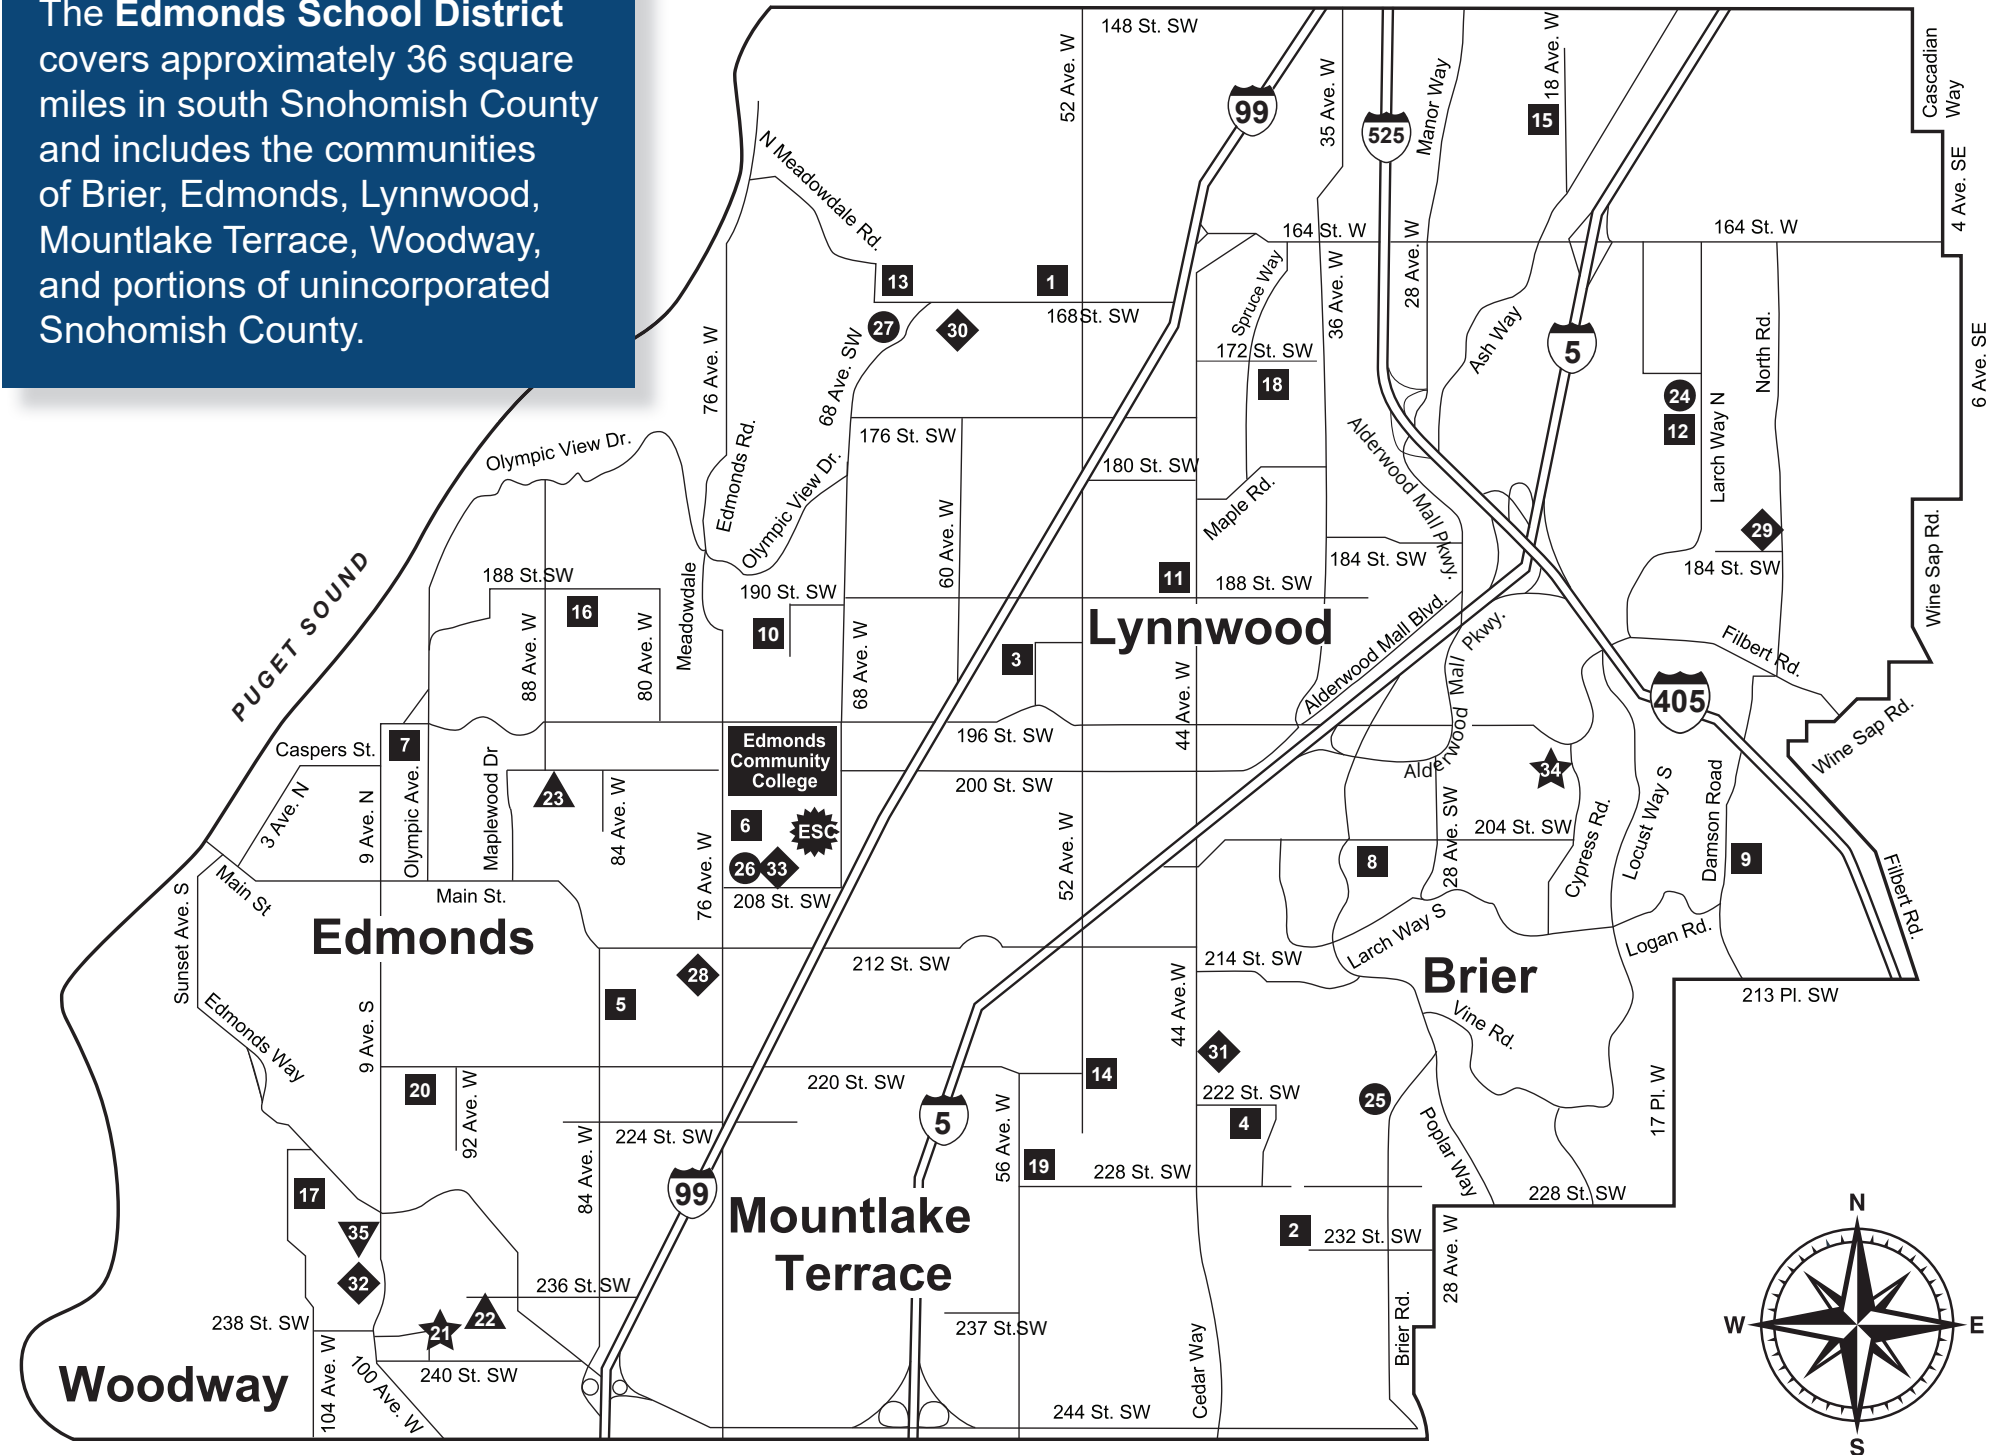 The Edmonds School District
covers approximately 36 square
miles in south Snohomish County
and includes the communities
of Brier, Edmonds, Lynnwood,
Mountlake Terrace, Woodway,
and portions of unincorporated
Snohomish County.
148 St. SW
52 Ave. W
99
35 Ave. W
525
Manor Way
18 Ave. W
15
Cascadian
Way
4 Ave. SE
N Meadowdale Rd.
164 St. W
164 St. W
13
1
168St. SW
27
30
Spruce Way
36 Ave. W
28 Ave. W
Ash Way
5
North Rd.
6 Ave. SE
76 Ave. W
68 Ave. SW
172 St. SW
18
24
12
Larch Way N
Olympic View Dr.
Edmonds Rd.
Olympic View Dr.
176 St. SW
180 St. SW
Maple Rd.
Alderwood Mall Pkwy.
60 Ave. W
29
184 St. SW
184 St. SW
Wine Sap Rd.
PUGET SOUND
188 St.SW
16
88 Ave. W
80 Ave. W
Meadowdale
190 St. SW
10
68 Ave. W
11
188 St. SW
Lynnwood
3
44 Ave. W
Alderwood Mall Blvd.
Alderwood Mall Pkwy.
Filbert Rd.
405
Wine Sap Rd.
Caspers St.
7
3 Ave. N
9 Ave. N
Olympic Ave.
Maplewood Dr
23
84 Ave. W
Edmonds
Community
College
196 St. SW
200 St. SW
Alderwood
34
6
ESC
26
33
76 Ave. W
208 St. SW
52 Ave. W
204 St. SW
8
28 Ave. SW
Cypress Rd.
Locust Way S
Damson Road
9
Filbert Rd.
Main St
Main St.
Sunset Ave. S
Edmonds
28
5
212 St. SW
214 St. SW
Larch Way S
Brier
Logan Rd.
213 Pl. SW
Edmonds Way
9 Ave. S
44 Ave.W
31
Vine Rd.
20
92 Ave. W
220 St. SW
14
222 St. SW
4
25
17 Pl. W
Poplar Way
84 Ave. W
224 St. SW
5
56 Ave. W
19
228 St. SW
228 St. SW
17
99
Mountlake
Terrace
2
232 St. SW
28 Ave. W
35
32
236 St.SW
22
21
238 St. SW
237 St.SW
Woodway
104 Ave. W
100 Ave. W
240 St. SW
244 St. SW
Cedar Way
Brier Rd.
N
W
E
S